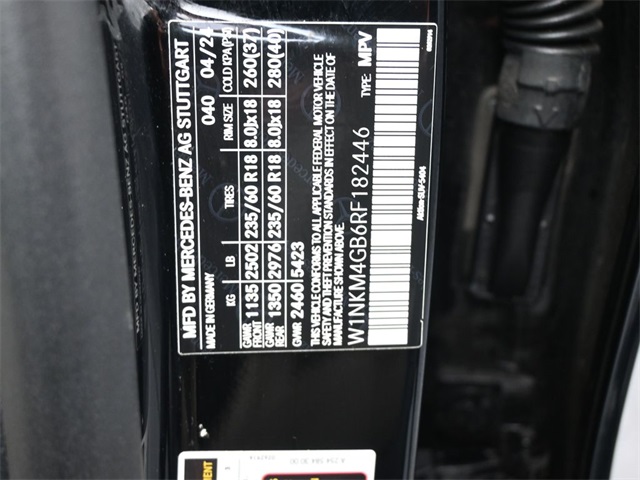 MFD BY MERCEDES-BENZ AG STUTTGART
MADE IN GERMANY 040 04/24
KG LB TIRES RIM SIZE COLD KPA(PSI)
GAWR FRONT 1135 2502 235/60 R18 8.0Jx18 260(37)
GAWR REAR 1350 2976 235/60 R18 8.0Jx18 280(40)
GVWR 2460 5423
THIS VEHICLE CONFORMS TO ALL APPLICABLE FEDERAL MOTOR VEHICLE
SAFETY AND THEFT PREVENTION STANDARDS IN EFFECT ON THE DATE OF
MANUFACTURE SHOWN ABOVE.
W1NKM4GB6RF182446 TYPE: MPV